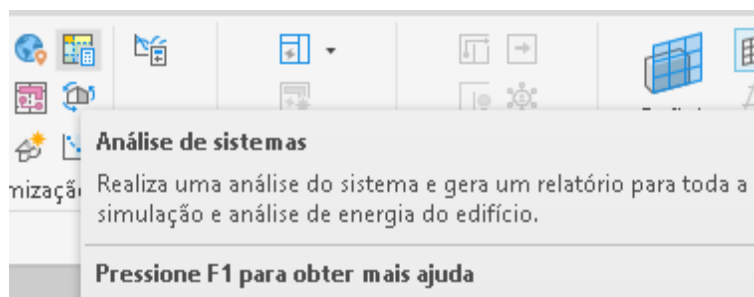 mização
Análise de sistemas
Realiza uma análise do sistema e gera um relatório para toda a
simulação e análise de energia do edifício.
Pressione F1 para obter mais ajuda